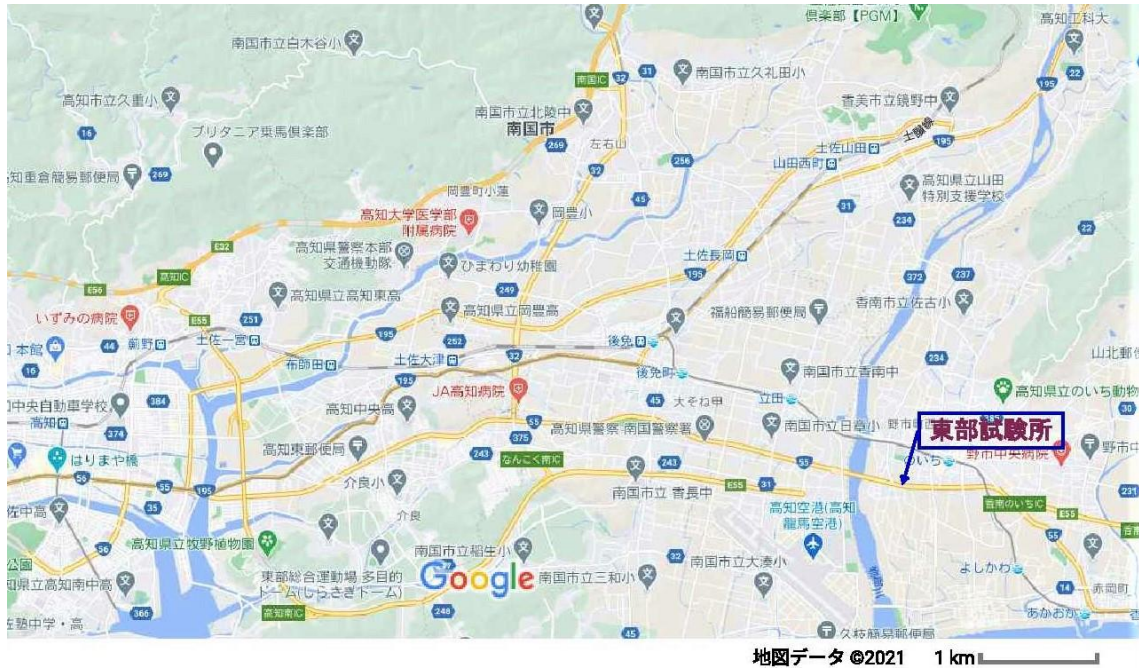 俱楽部【PGM】
高知工科大
南国市立白木谷小
南国IC
32
31
南国市立久礼田小
22
195
高知市立久重小
南国市立北陵中
香美市立鏡野中
16
ブリタニア乗馬倶楽部
南国市
土讃線
269
左右山
土佐山田
195
山田西町
知重倉簡易郵便局
269
32
256
岡豊町小蓮
45
高知県立山田
特別支援学校
31
高知大学医学部
附属病院
岡豊小
234
22
E32
高知県警察本部
交通機動隊
土佐長岡
高知IC
ひまわり幼稚園
195
372
237
E56
249
高知県立高知東高
高知県立岡豊高
福船簡易郵便局
香南市立佐古小
いずみの病院
E55
251
195
252
本館
44
薊野
土佐一宮
後免
山北郵便
布師田
土佐大津
32
234
16
195
後免町
南国市立香南中
JA高知病院
高知県立のいち動物
知中央自動車学校
384
高知中央高
45
大そね甲
立田
55
高知
374
375
高知県警察 南国警察署
南国市立日章小
東部試験所
高知東郵便局
はりまや橋
243
なんこく南IC
のいち
野市中央病院
野市中
56
55
195
介良小
南国市立 香長中
243
E55
31
55
231
35
佐中高
介良
高知空港(高知
龍馬空港)
香南のいちIC
E55
56
高知県立牧野植物園
南国市立稲生小
32
南国市立大湊小
55
公園
東部総合運動場 多目的
ドーム(しらさぎドーム)
Google
南国市立三和小
よしかわ
知県立高知南中高
14
赤岡町
366
高知南IC
248
あかおか
佐塾中学・高
45
久枝簡易郵便局
地図データ ©2021 1 km